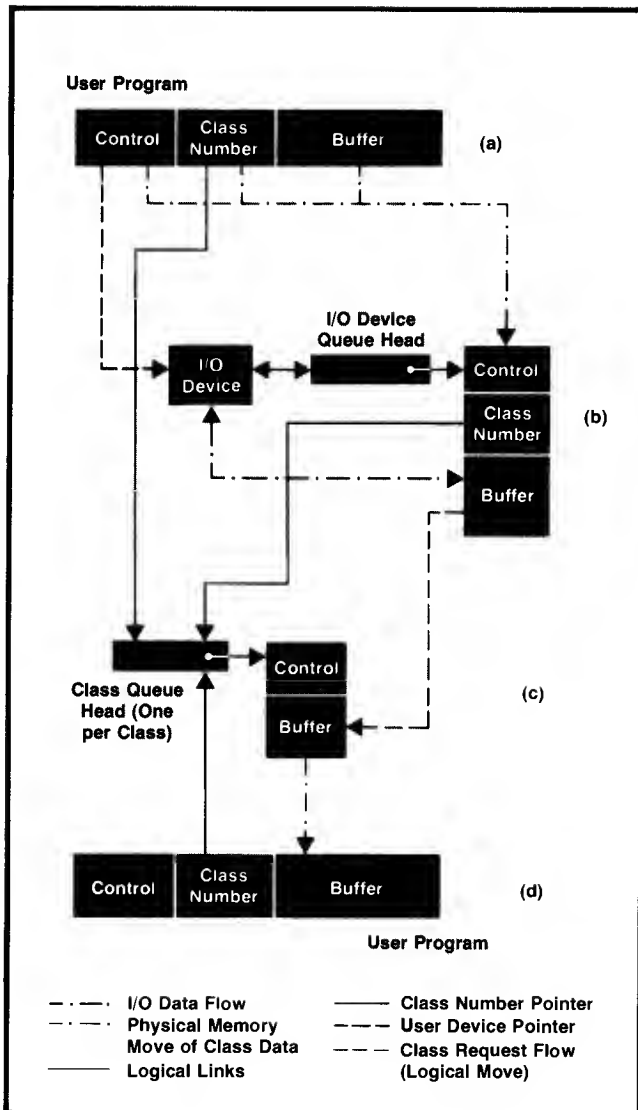 User Program
Control
Class
Number
Buffer
(a)
I/O Device
Queue Head
I/O
Device
Control
Class
Number
Buffer
(b)
Class Queue
Head (One
per Class)
Control
Buffer
(c)
Control
Class
Number
Buffer
(d)
User Program
I/O Data Flow
Physical Memory
Move of Class Data
Logical Links
Class Number Pointer
User Device Pointer
Class Request Flow
(Logical Move)